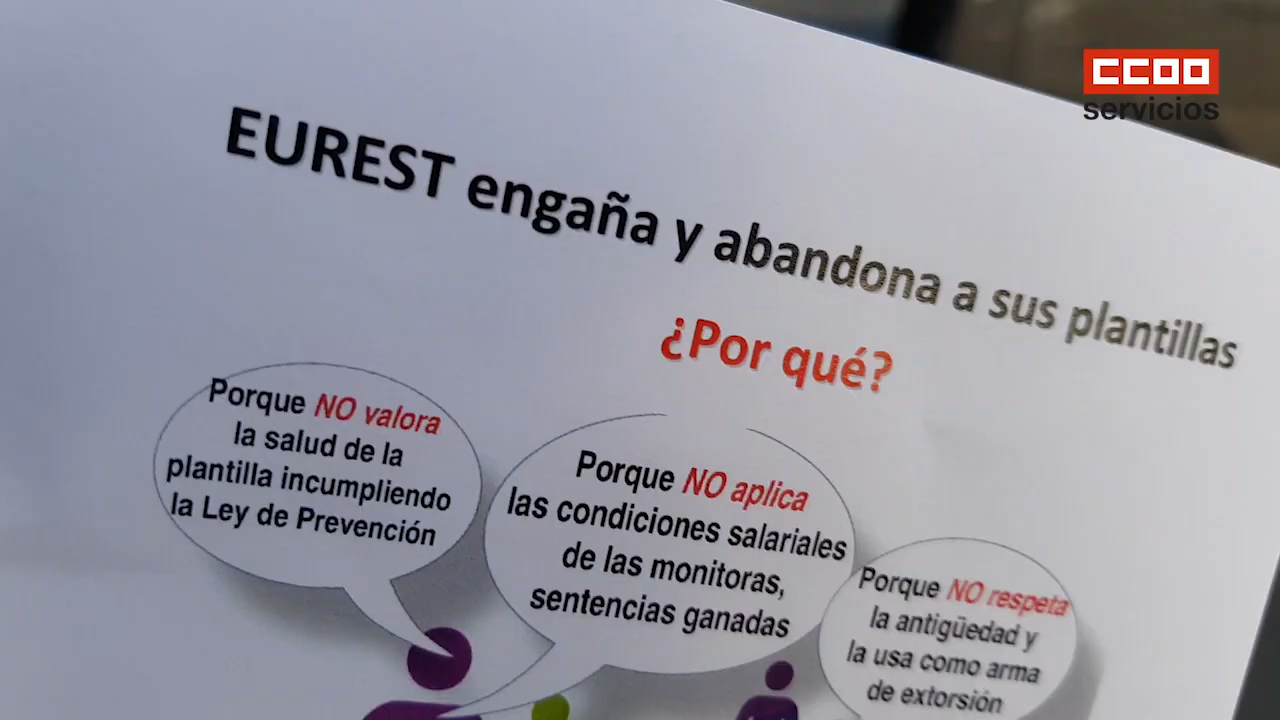 CCOO
servicios
EUREST engaña y abandona a sus plantillas
¿Por qué?
Porque NO valora
la salud de la
plantilla incumpliendo
la Ley de Prevención
Porque NO aplica
las condiciones salariales
de las monitoras,
sentencias ganadas
Porque NO respeta
la antigüedad y
la usa como arma
de extorsión